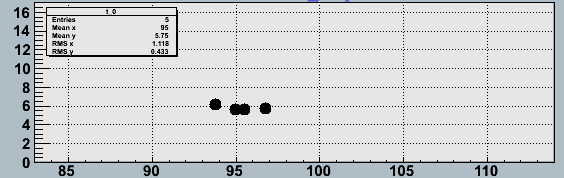 t_0
Entries 5
Mean x 95
Mean y 5.75
RMS x 1.118
RMS y 0.433
16
14
12
10
8
6
4
2
0
85 90 95 100 105 110